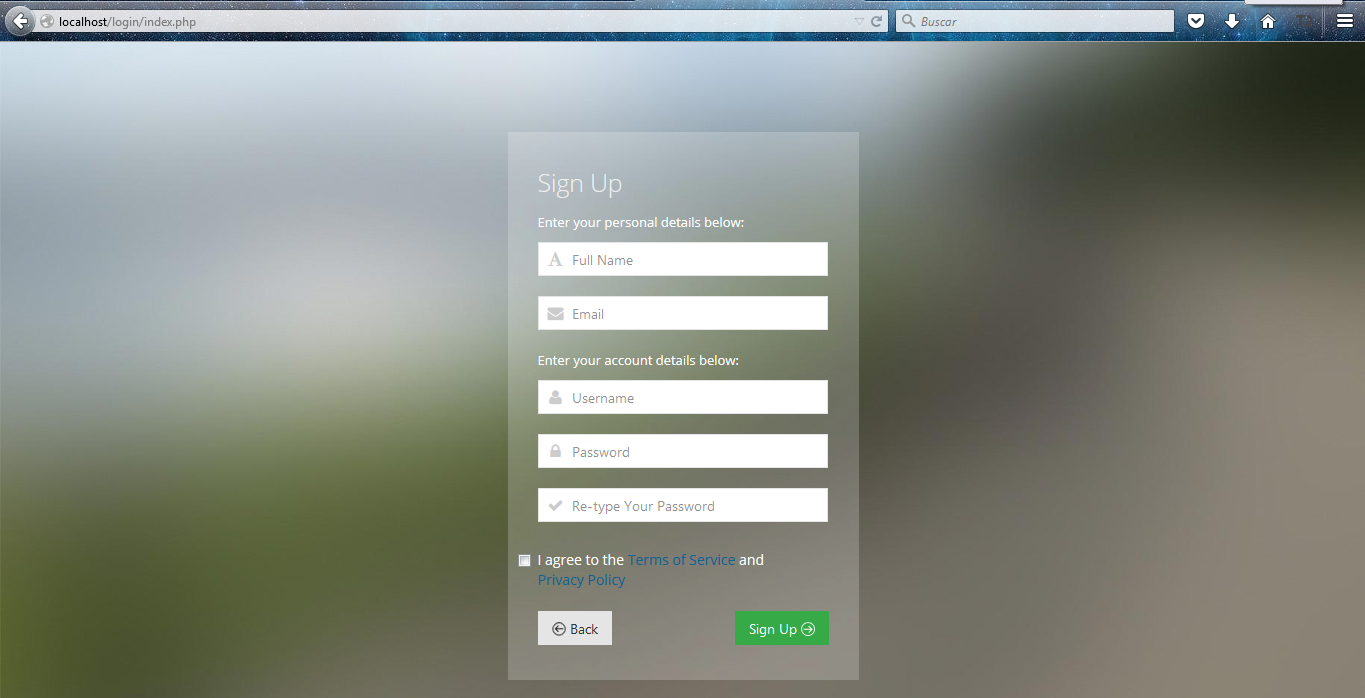 localhost/login/index.php
Buscar
Sign Up
Enter your personal details below:
Full Name
Email
Enter your account details below:
Username
Password
Re-type Your Password
I agree to the Terms of Service and
Privacy Policy
Back
Sign Up